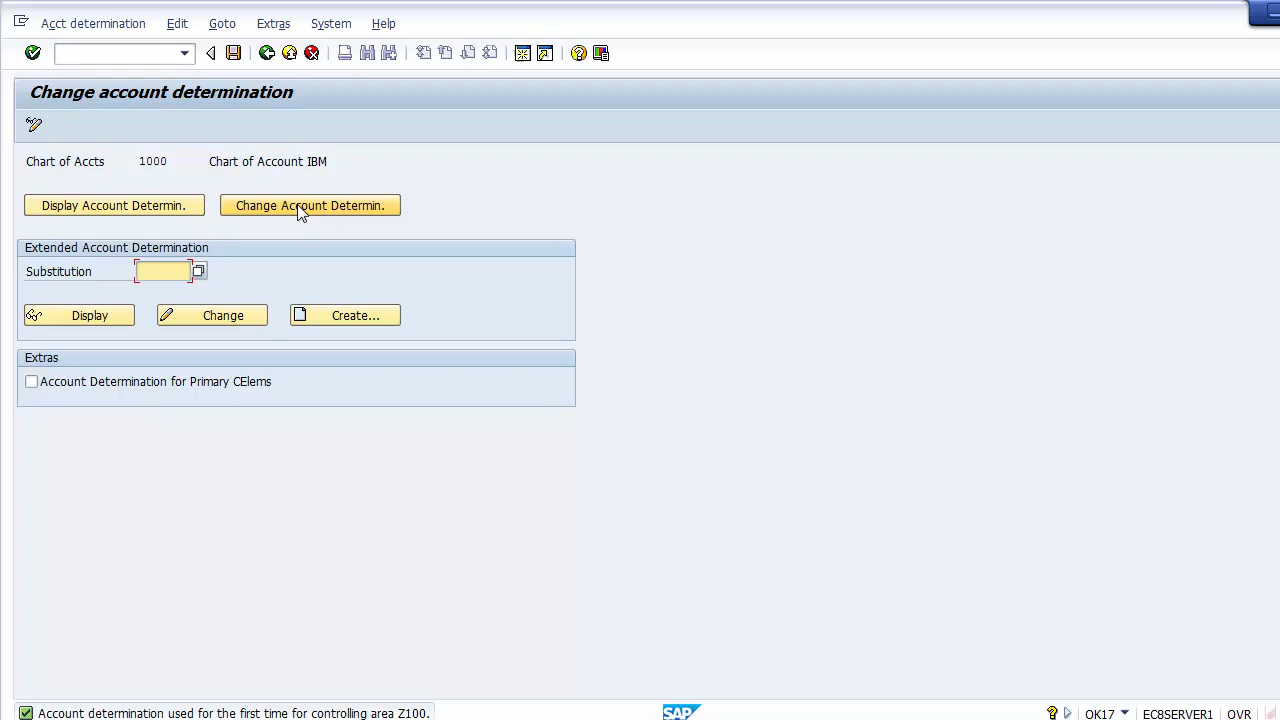 Acct determination Edit Goto Extras System Help
Change account determination
Chart of Accts 1000 Chart of Account IBM
Display Account Determin. Change Account Determin.
Extended Account Determination
Substitution
Display Change Create...
Extras
Account Determination for Primary CElems
Account determination used for the first time for controlling area Z100. SAP OK17 EC8SERVER1 OVR